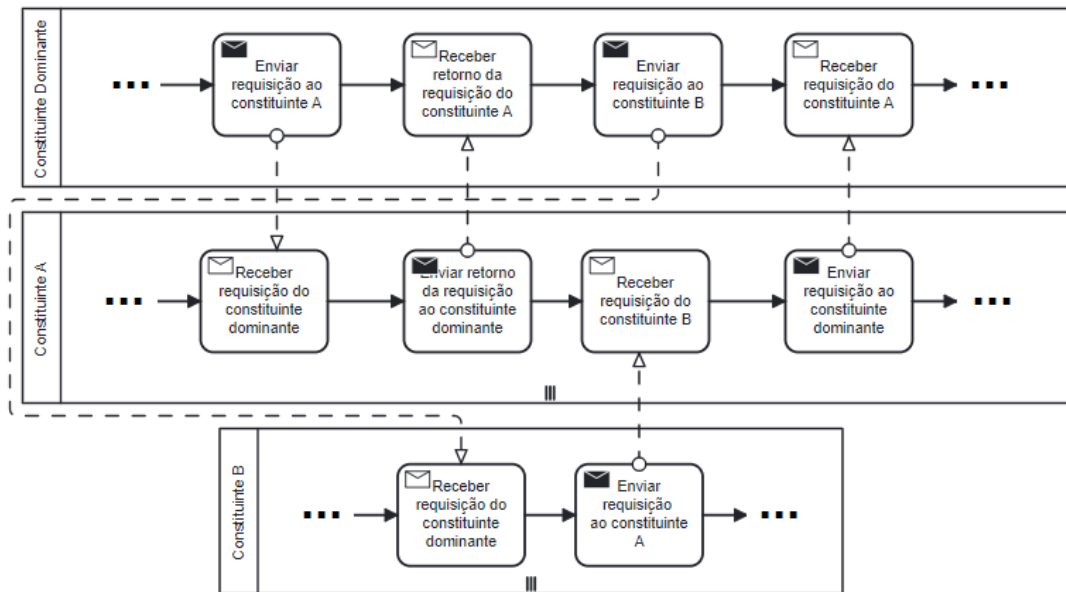 Constituinte Dominante
...
Enviar
requisição ao
constituinte A
Receber
retorno da
requisição do
constituinte A
Enviar
requisição ao
constituinte B
Receber
requisição do
constituinte A
...
Constituinte A
...
Receber
requisição do
constituinte
dominante
Enviar retorno
da requisição
ao constituinte
dominante
Receber
requisição do
constituinte B
Enviar
requisição ao
constituinte
dominante
...
Constituinte B
...
Receber
requisição do
constituinte
dominante
Enviar
requisição
ao constituinte
A
...